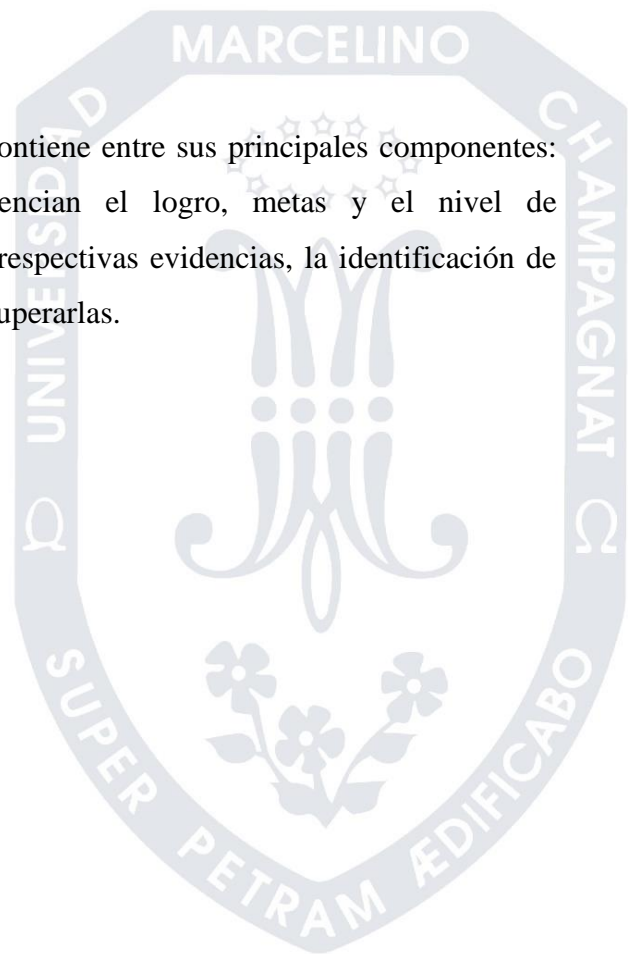 MARCELINO
UNIVERSIDAD
CHAMPAGNAT
ontiene entre sus principales componentes:
encian el logro, metas y el nivel de
respectivas evidencias, la identificación de
uperarlas.
Ω
Ω
SUPER PETRAM ÆDIFICABO